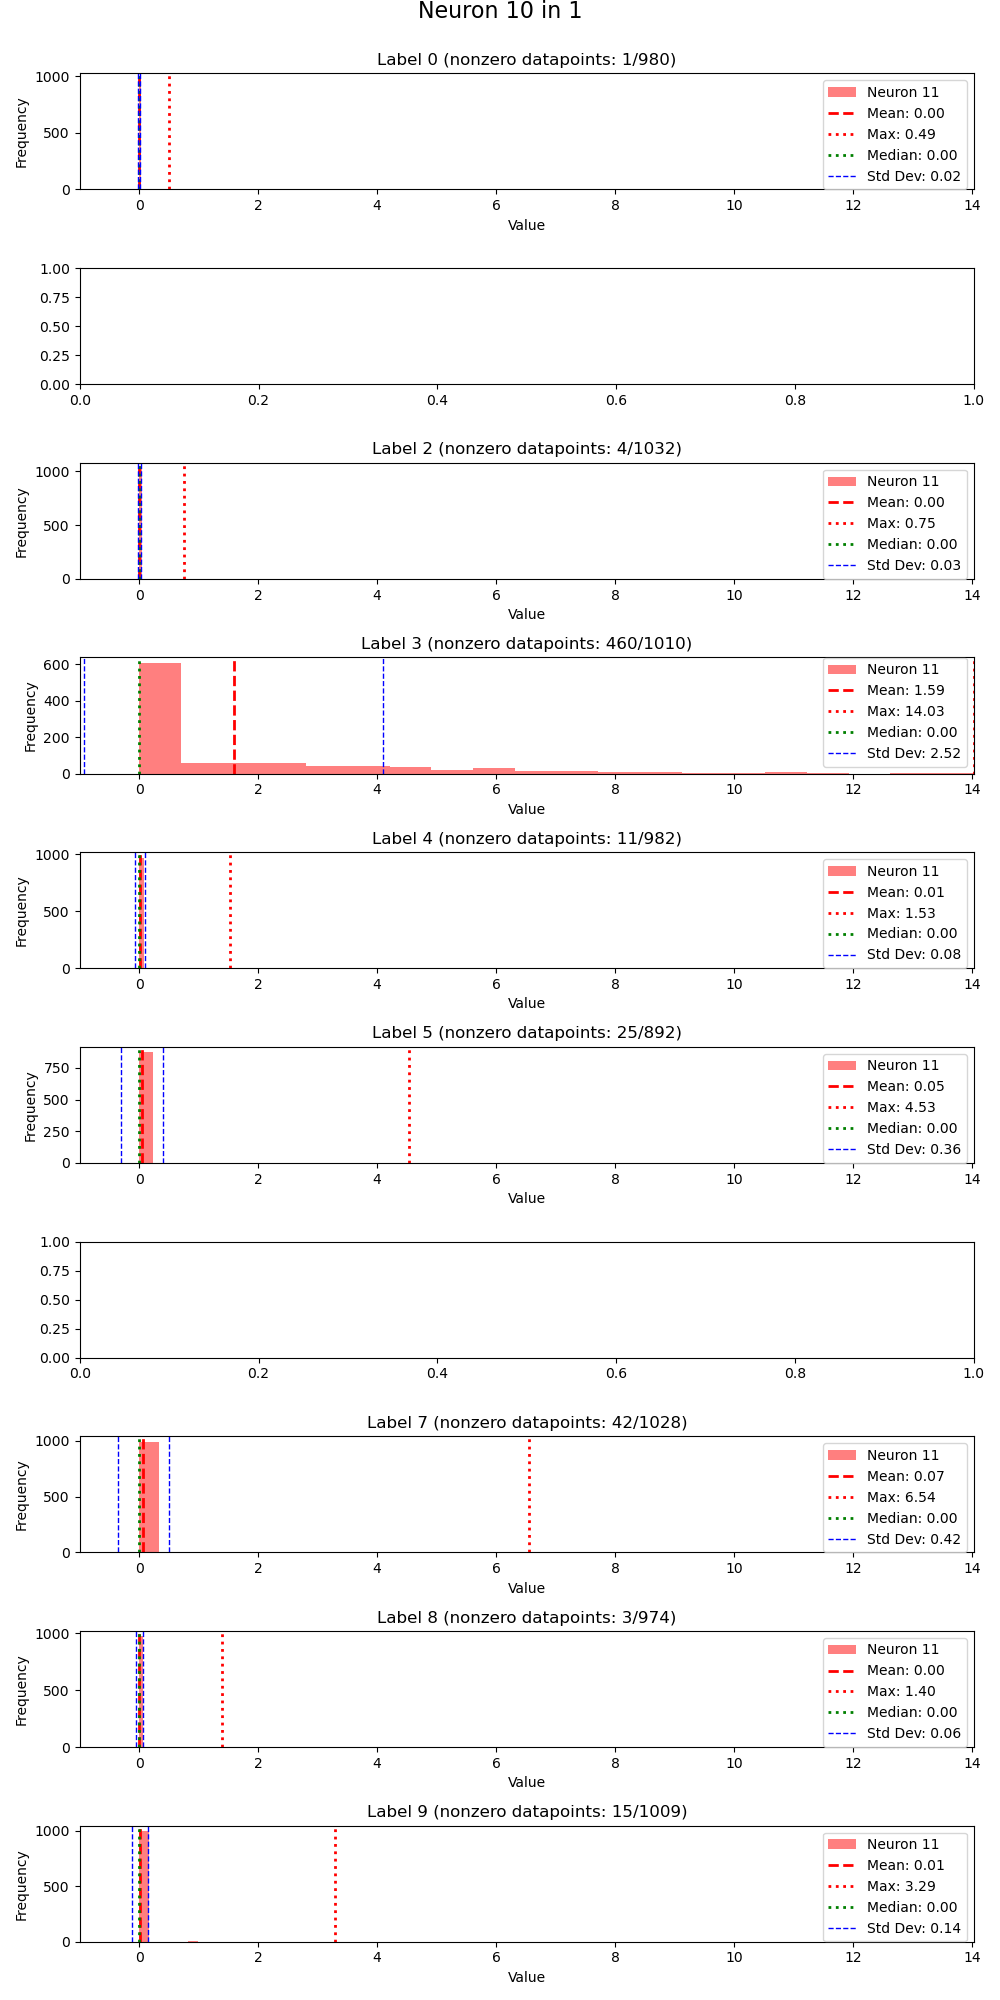 Neuron 10 in 1
Label 0 (nonzero datapoints: 1/980)
1000
500
0
Frequency
Neuron 11
Mean: 0.00
Max: 0.49
Median: 0.00
Std Dev: 0.02
0 2 4 6 8 10 12 14
Value
1.00
0.75
0.50
0.25
0.00
0.0 0.2 0.4 0.6 0.8 1.0
Label 2 (nonzero datapoints: 4/1032)
1000
500
0
Frequency
Neuron 11
Mean: 0.00
Max: 0.75
Median: 0.00
Std Dev: 0.03
0 2 4 6 8 10 12 14
Value
Label 3 (nonzero datapoints: 460/1010)
600
400
200
0
Frequency
Neuron 11
Mean: 1.59
Max: 14.03
Median: 0.00
Std Dev: 2.52
0 2 4 6 8 10 12 14
Value
Label 4 (nonzero datapoints: 11/982)
1000
500
0
Frequency
Neuron 11
Mean: 0.01
Max: 1.53
Median: 0.00
Std Dev: 0.08
0 2 4 6 8 10 12 14
Value
Label 5 (nonzero datapoints: 25/892)
750
500
250
0
Frequency
Neuron 11
Mean: 0.05
Max: 4.53
Median: 0.00
Std Dev: 0.36
0 2 4 6 8 10 12 14
Value
1.00
0.75
0.50
0.25
0.00
0.0 0.2 0.4 0.6 0.8 1.0
Label 7 (nonzero datapoints: 42/1028)
1000
500
0
Frequency
Neuron 11
Mean: 0.07
Max: 6.54
Median: 0.00
Std Dev: 0.42
0 2 4 6 8 10 12 14
Value
Label 8 (nonzero datapoints: 3/974)
1000
500
0
Frequency
Neuron 11
Mean: 0.00
Max: 1.40
Median: 0.00
Std Dev: 0.06
0 2 4 6 8 10 12 14
Value
Label 9 (nonzero datapoints: 15/1009)
1000
500
0
Frequency
Neuron 11
Mean: 0.01
Max: 3.29
Median: 0.00
Std Dev: 0.14
0 2 4 6 8 10 12 14
Value